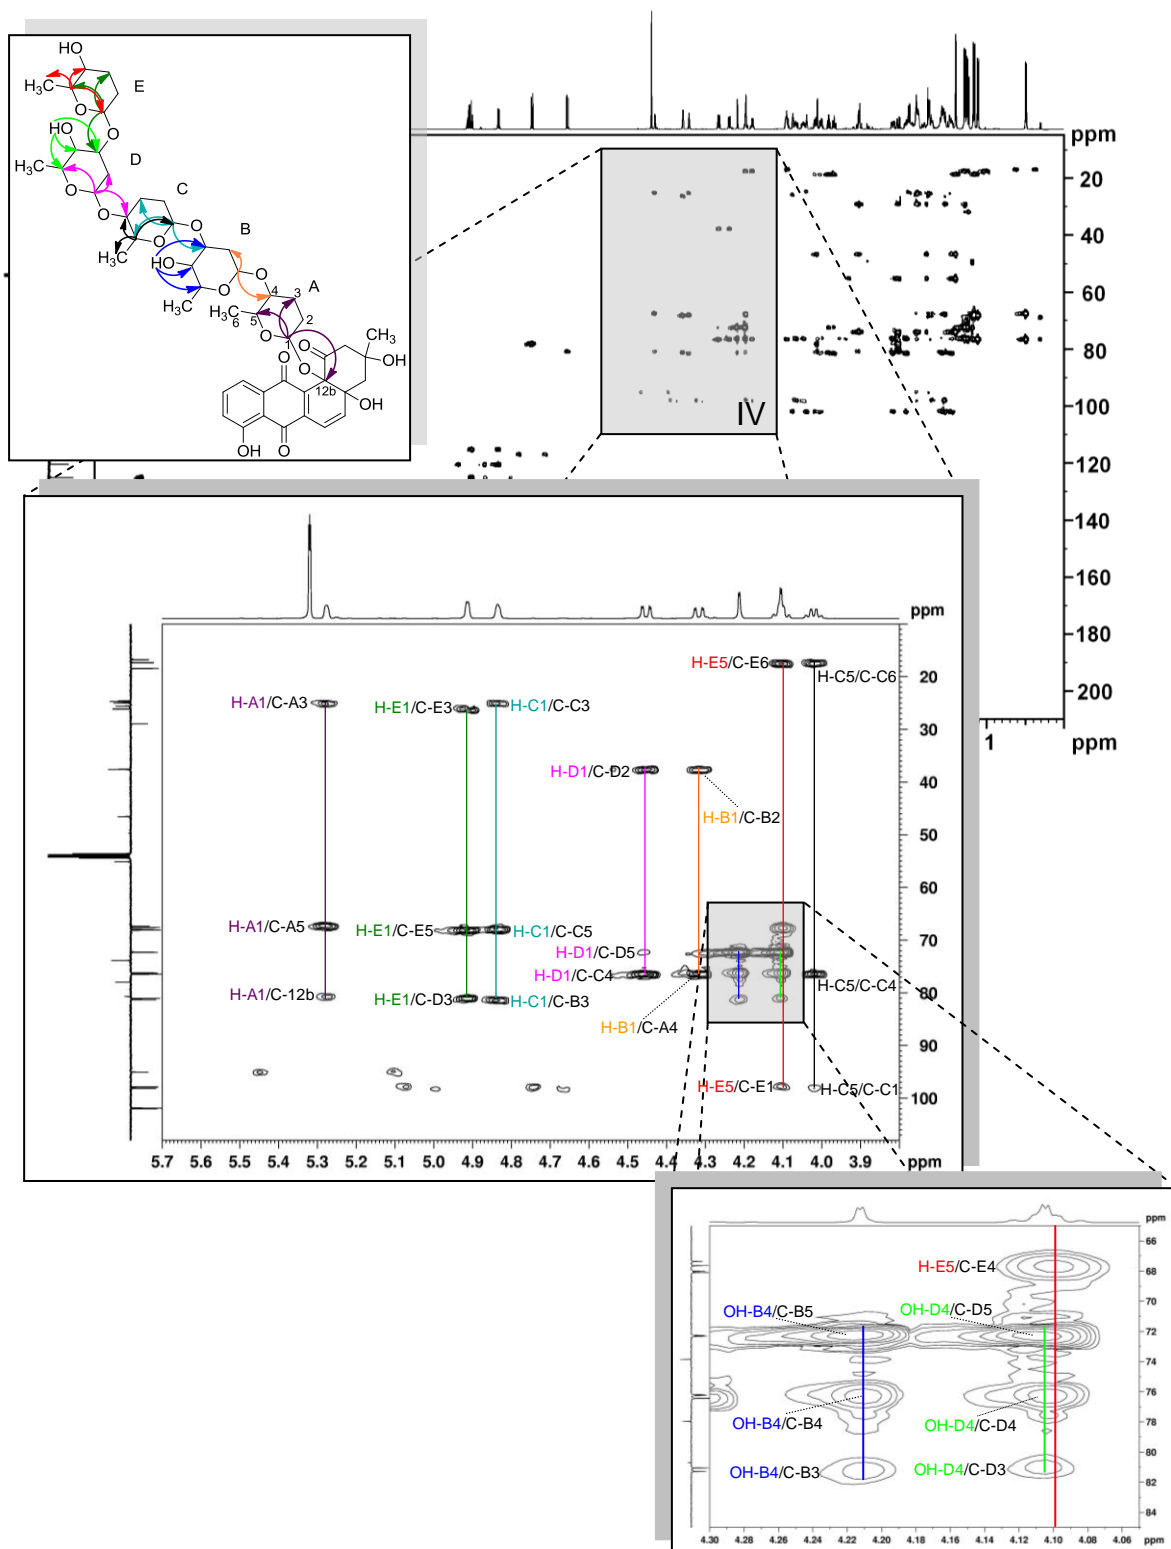 HO
H₃C
E
O
O
HO
D
H₃C
O
C
O
O
B
O
H₃C
HO
O
O
A
4
3
H₃C
H₃C
6
5
2
O
O
O
CH₃
O
O
OH
12b
OH
OH
O
ppm
20
40
60
80
100
120
140
160
180
200
IV
1
ppm
ppm
H-E5/C-E6
H-C5/C-C6
20
H-A1/C-A3
H-E1/C-E3
H-C1/C-C3
30
H-D1/C-D2
40
H-B1/C-B2
50
60
H-A1/C-A5
H-E1/C-E5
H-C1/C-C5
70
H-D1/C-D5
H-D1/C-C4
H-C5/C-C4
80
H-A1/C-12b
H-E1/C-D3
H-C1/C-B3
H-B1/C-A4
90
H-E5/C-E1
H-C5/C-C1
100
5.7 5.6 5.5 5.4 5.3 5.2 5.1 5.0 4.9 4.8 4.7 4.6 4.5 4.4 4.3 4.2 4.1 4.0 3.9 ppm
ppm
66
H-E5/C-E4
68
70
OH-B4/C-B5
OH-D4/C-D5
72
74
76
78
OH-B4/C-B4
OH-D4/C-D4
80
OH-B4/C-B3
OH-D4/C-D3
82
84
4.30 4.28 4.26 4.24 4.22 4.20 4.18 4.16 4.14 4.12 4.10 4.08 4.06 ppm